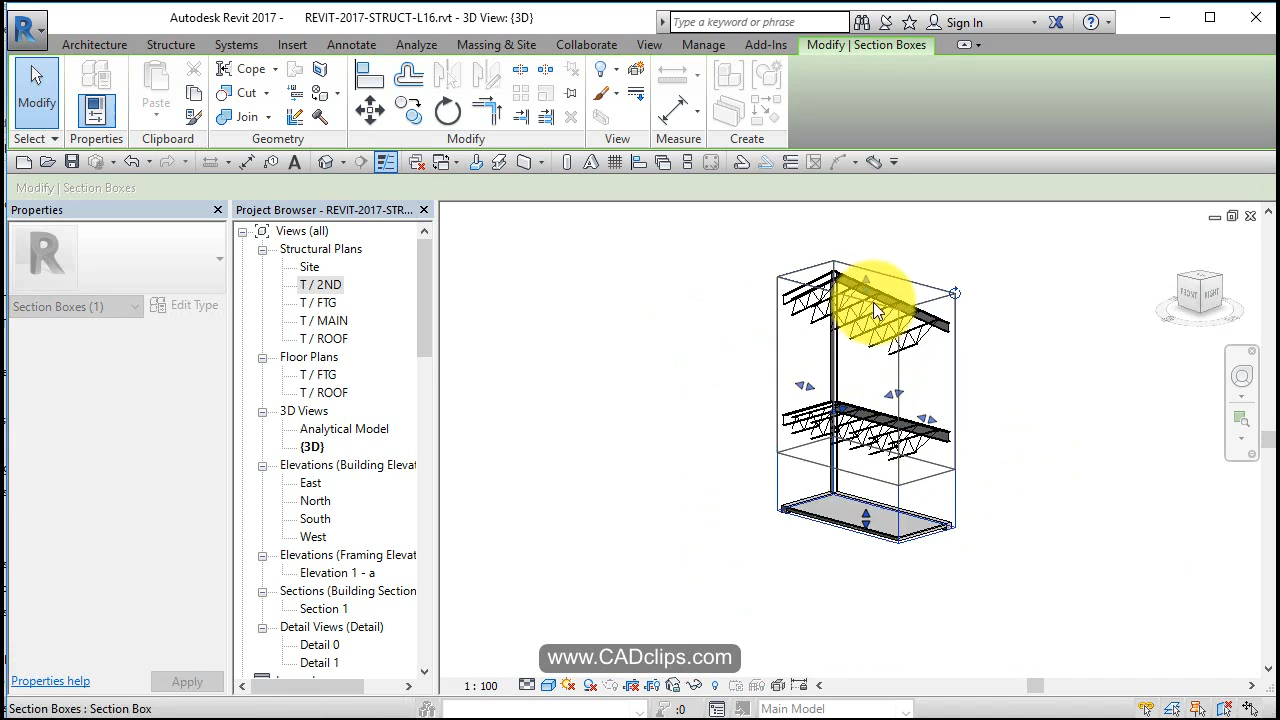 Autodesk Revit 2017 - REVIT-2017-STRUCT-L16.rvt - 3D View: {3D}
Type a keyword or phrase
Sign In
Architecture Structure Systems Insert Annotate Analyze Massing & Site Collaborate View Manage Add-Ins Modify | Section Boxes
Cope
Modify Paste Cut
Join
Select Properties Clipboard Geometry Modify View Measure Create
Modify | Section Boxes
Properties
Project Browser - REVIT-2017-STR...
Section Boxes (1)
Edit Type
Properties help
Apply
Views (all)
Structural Plans
Site
T / 2ND
T / FTG
T / MAIN
T / ROOF
Floor Plans
T / FTG
T / ROOF
3D Views
Analytical Model
{3D}
Elevations (Building Elevat
East
North
South
West
Elevations (Framing Elevat
Elevation 1 - a
Sections (Building Section
Section 1
Detail Views (Detail)
Detail 0
Detail 1
FRONT RIGHT
www.CADclips.com
1 : 100
Section Boxes : Section Box
:0
Main Model